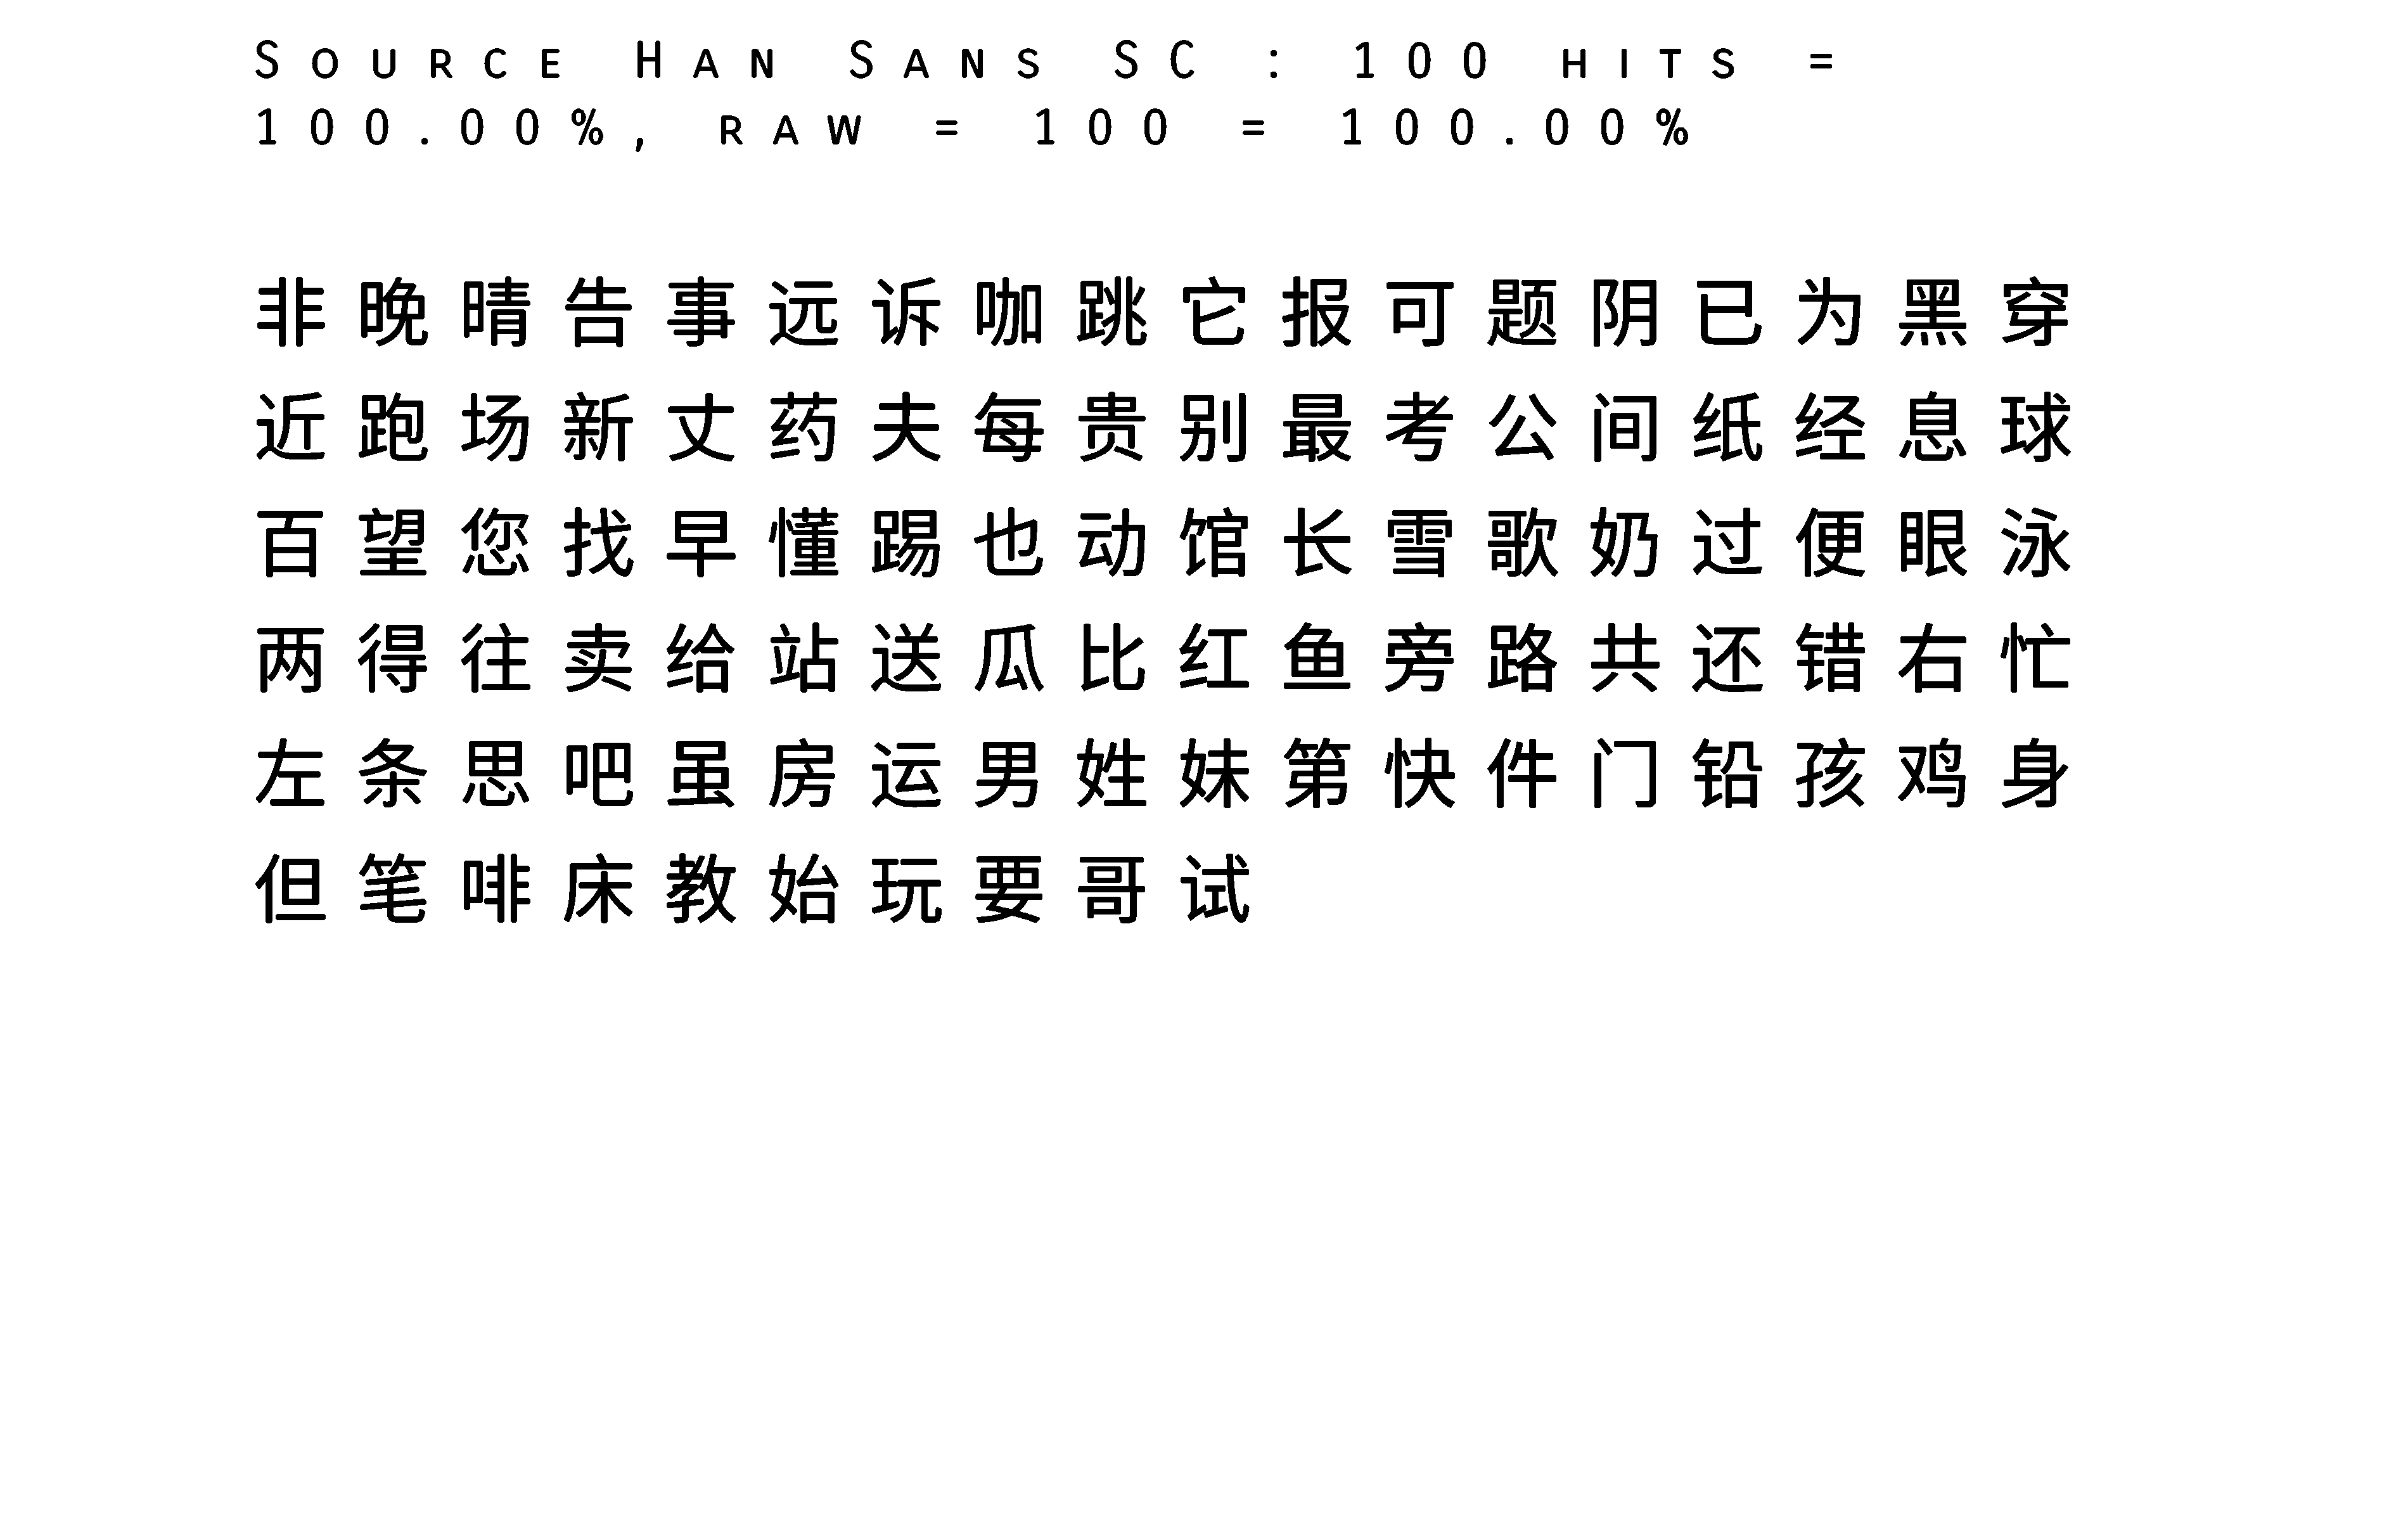 Source Han Sans SC : 100 hits =
100.00%, raw = 100 = 100.00%
非晚晴告事远诉咖跳它报可题阴已为黑穿
近跑场新丈药夫每贵别最考公间纸经息球
百望您找早懂踢也动馆长雪歌奶过便眼泳
两得往卖给站送瓜比红鱼旁路共还错右忙
左条思吧虽房运男姓妹第快件门铅孩鸡身
但笔啡床教始玩要哥试